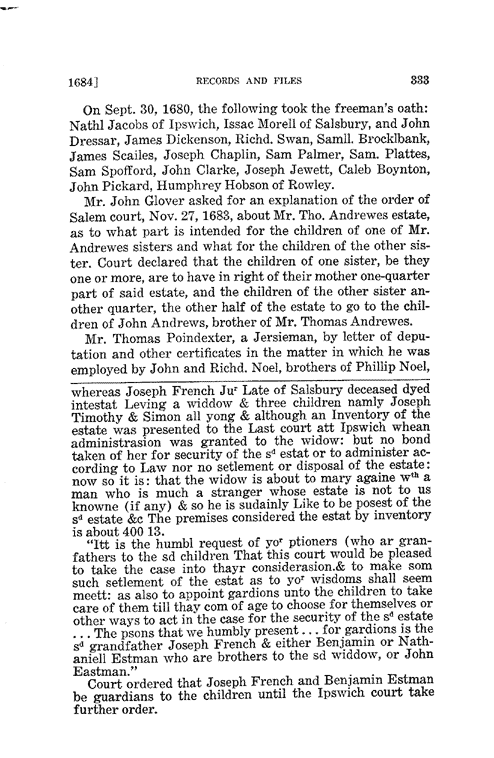 1684] RECORDS AND FILES 333
On Sept. 30, 1680, the following took the freeman's oath:
Nathl Jacobs of Ipswich, Issac Morell of Salsbury, and John
Dressar, James Dickenson, Richd. Swan, Samll. Brocklbank,
James Scailes, Joseph Chaplin, Sam Palmer, Sam. Plattes,
Sam Spofford, John Clarke, Joseph Jewett, Caleb Boynton,
John Pickard, Humphrey Hobson of Rowley.
Mr. John Glover asked for an explanation of the order of
Salem court, Nov. 27, 1683, about Mr. Tho. Andrewes estate,
as to what part is intended for the children of one of Mr.
Andrewes sisters and what for the children of the other sis-
ter. Court declared that the children of one sister, be they
one or more, are to have in right of their mother one-quarter
part of said estate, and the children of the other sister an-
other quarter, the other half of the estate to go to the chil-
dren of John Andrews, brother of Mr. Thomas Andrewes.
Mr. Thomas Poindexter, a Jersieman, by letter of depu-
tation and other certificates in the matter in which he was
employed by John and Richd. Noel, brothers of Phillip Noel,
whereas Joseph French Juʳ Late of Salsbury deceased dyed
intestat Leving a widdow & three children namly Joseph
Timothy & Simon all yong & although an Inventory of the
estate was presented to the Last court att Ipswich whean
administrasion was granted to the widow: but no bond
taken of her for security of the sᵈ estat or to administer ac-
cording to Law nor no setlement or disposal of the estate:
now so it is: that the widow is about to mary againe wᵗʰ a
man who is much a stranger whose estate is not to us
knowne (if any) & so he is sudainly Like to be posest of the
sᵈ estate &c The premises considered the estat by inventory
is about 400 13.
"Itt is the humbl request of yoʳ ptioners (who ar gran-
fathers to the sd children That this court would be pleased
to take the case into thayr considerasion.& to make som
such setlement of the estat as to yoʳ wisdoms shall seem
meett: as also to appoint gardions unto the children to take
care of them till thay com of age to choose for themselves or
other ways to act in the case for the security of the sᵈ estate
... The psons that we humbly present ... for gardions is the
sᵈ grandfather Joseph French & either Benjamin or Nath-
aniell Estman who are brothers to the sd widdow, or John
Eastman."
Court ordered that Joseph French and Benjamin Estman
be guardians to the children until the Ipswich court take
further order.